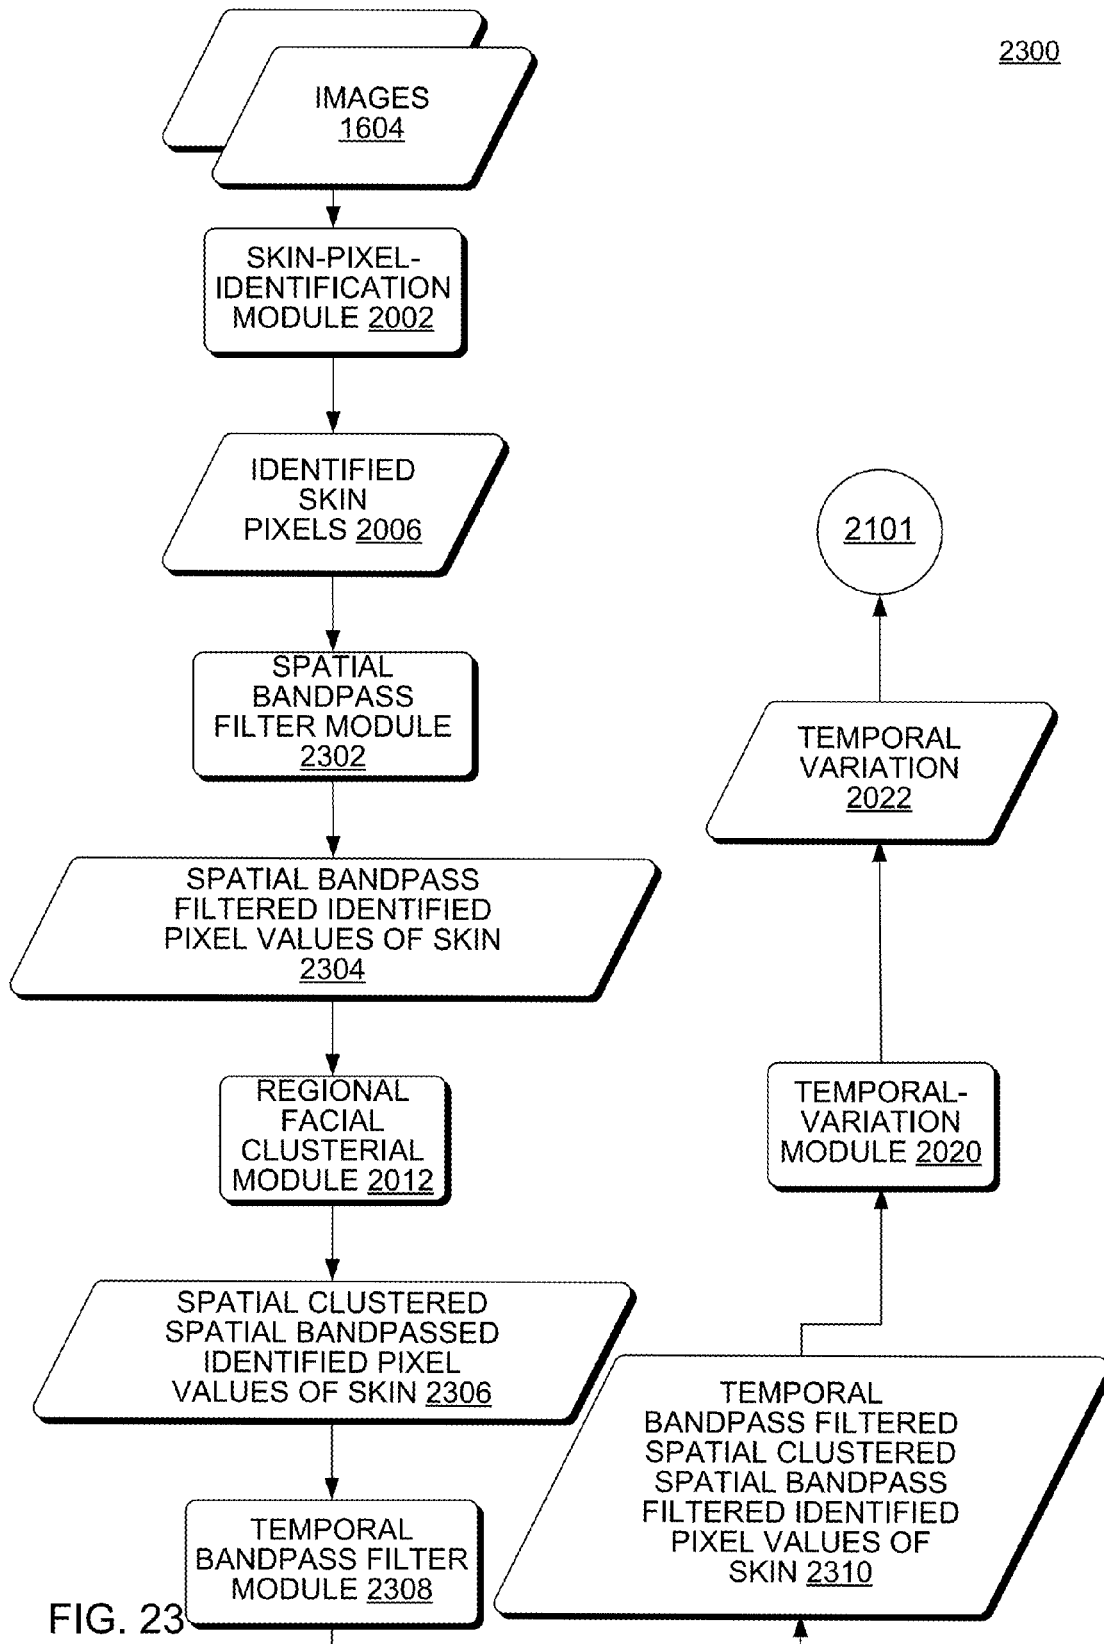 2300
IMAGES
1604
SKIN-PIXEL-
IDENTIFICATION
MODULE 2002
IDENTIFIED
SKIN
PIXELS 2006
SPATIAL
BANDPASS
FILTER MODULE
2302
SPATIAL BANDPASS
FILTERED IDENTIFIED
PIXEL VALUES OF SKIN
2304
REGIONAL
FACIAL
CLUSTERIAL
MODULE 2012
SPATIAL CLUSTERED
SPATIAL BANDPASSED
IDENTIFIED PIXEL
VALUES OF SKIN 2306
TEMPORAL
BANDPASS FILTER
MODULE 2308
TEMPORAL
BANDPASS FILTERED
SPATIAL CLUSTERED
SPATIAL BANDPASS
FILTERED IDENTIFIED
PIXEL VALUES OF
SKIN 2310
TEMPORAL-
VARIATION
MODULE 2020
TEMPORAL
VARIATION
2022
2101
FIG. 23